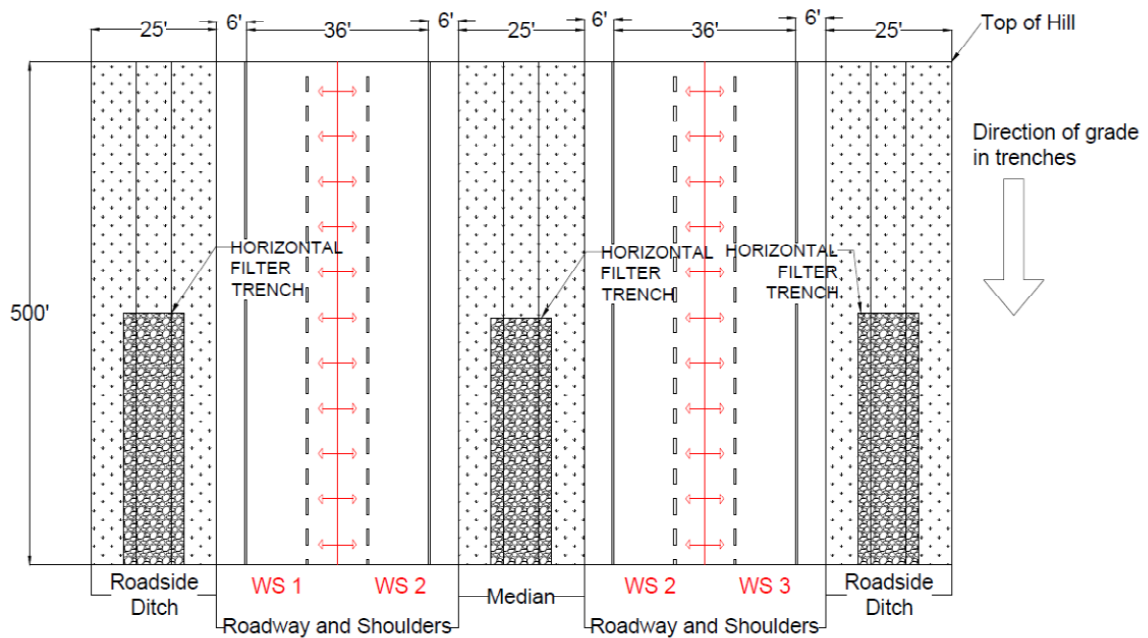 6' 6' 6' 6'
25' 36' 25' 36' 25'
Top of Hill
Direction of grade
in trenches
HORIZONTAL
FILTER
TRENCH
HORIZONTAL
FILTER
TRENCH
HORIZONTAL
FILTER
TRENCH
500'
Roadside
Ditch
WS 1
WS 2
Median
WS 2
WS 3
Roadside
Ditch
Roadway and Shoulders
Roadway and Shoulders